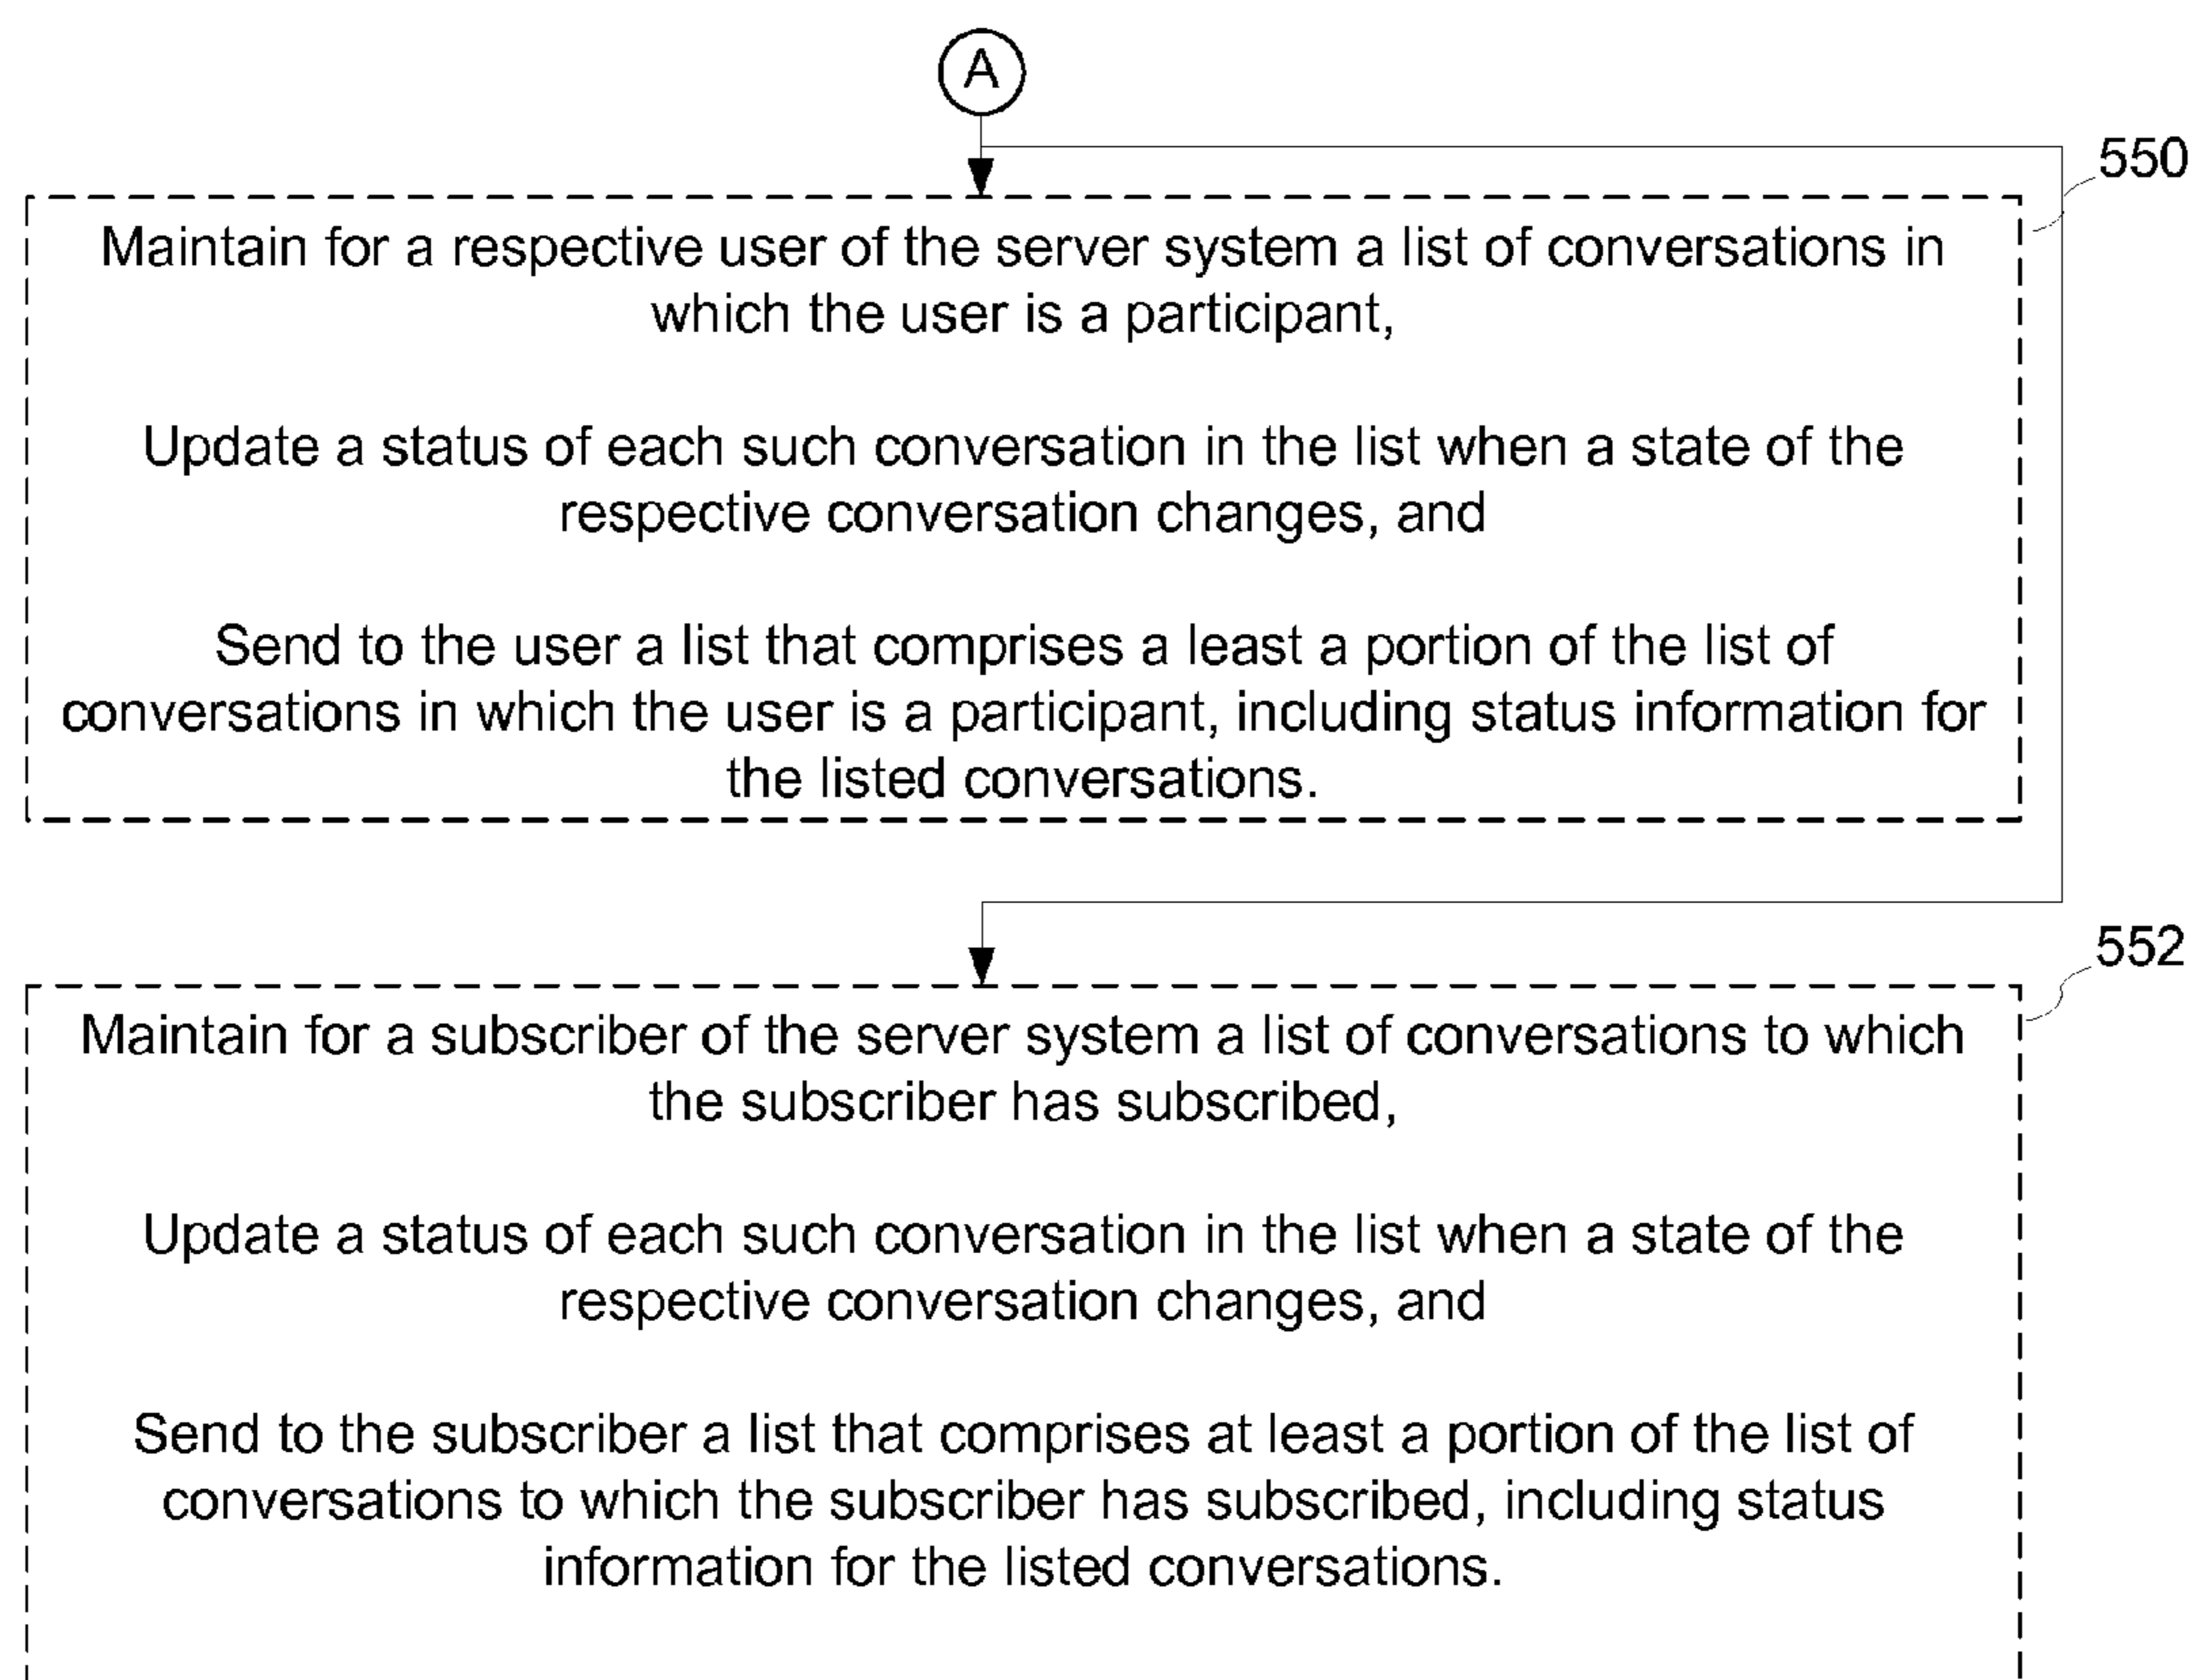 A
550
Maintain for a respective user of the server system a list of conversations in
which the user is a participant,
Update a status of each such conversation in the list when a state of the
respective conversation changes, and
Send to the user a list that comprises a least a portion of the list of
conversations in which the user is a participant, including status information for
the listed conversations.
552
Maintain for a subscriber of the server system a list of conversations to which
the subscriber has subscribed,
Update a status of each such conversation in the list when a state of the
respective conversation changes, and
Send to the subscriber a list that comprises at least a portion of the list of
conversations to which the subscriber has subscribed, including status
information for the listed conversations.